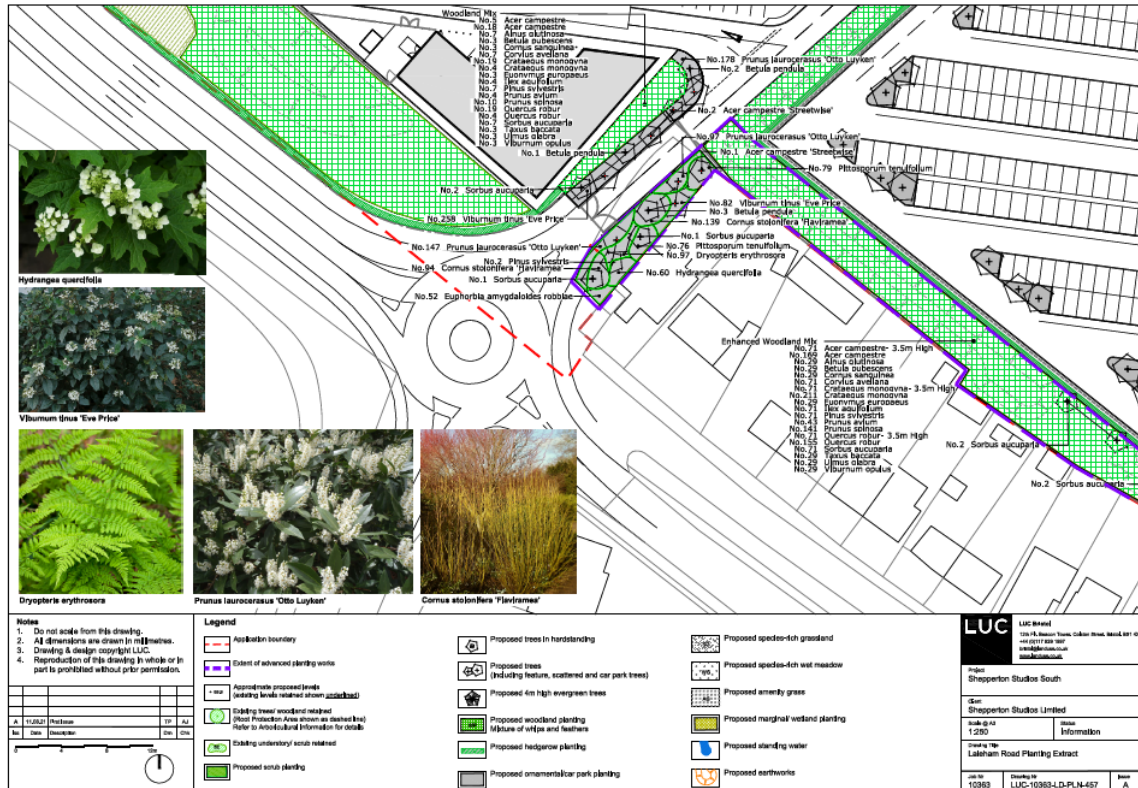 Woodland Mix
No.5 Acer campestre
No.18 Acer campestre
No.7 Alnus glutinosa
No.3 Betula pubescens
No.3 Cornus sanguinea
No.7 Corylus avellana
No.19 Crataegus monogyna
No.4 Crataegus monogyna
No.3 Euonymus europaeus
No.4 Ilex aquifolium
No.7 Pinus sylvestris
No.4 Prunus avium
No.10 Prunus spinosa
No.19 Quercus robur
No.4 Quercus robur
No.7 Sorbus aucuparia
No.3 Taxus baccata
No.3 Ulmus glabra
No.3 Viburnum opulus
No.1 Betula pendula
No.178 Prunus laurocerasus 'Otto Luyken'
No.2 Betula pendula
No.2 Acer campestre 'Streetwise'
No.97 Prunus laurocerasus 'Otto Luyken'
No.1 Acer campestre 'Streetwise'
No.79 Pittosporum tenuifolium
No.2 Sorbus aucuparia
No.258 Viburnum tinus 'Eve Price'
No.82 Viburnum tinus 'Eve Price'
No.3 Betula pendula
No.139 Cornus stolonifera 'Flaviramea'
No.1 Sorbus aucuparia
No.76 Pittosporum tenuifolium
No.97 Dryopteris erythrosora
No.60 Hydrangea quercifolia
No.147 Prunus laurocerasus 'Otto Luyken'
No.2 Pinus sylvestris
No.94 Cornus stolonifera 'Flaviramea'
No.1 Sorbus aucuparia
No.52 Euphorbia amygdaloides robbiae
Enhanced Woodland Mix
No.71 Acer campestre- 3.5m High
No.169 Acer campestre
No.29 Alnus glutinosa
No.29 Betula pubescens
No.29 Cornus sanguinea
No.71 Corylus avellana
No.71 Crataegus monogyna- 3.5m High
No.211 Crataegus monogyna
No.29 Euonymus europaeus
No.71 Ilex aquifolium
No.71 Pinus sylvestris
No.43 Prunus avium
No.141 Prunus spinosa
No.71 Quercus robur- 3.5m High
No.155 Quercus robur
No.71 Sorbus aucuparia
No.29 Taxus baccata
No.29 Ulmus glabra
No.29 Viburnum opulus
No.2 Sorbus aucuparia
No.2 Sorbus aucuparia
Hydrangea quercifolia
Viburnum tinus 'Eve Price'
Dryopteris erythrosora
Prunus laurocerasus 'Otto Luyken'
Cornus stolonifera 'Flaviramea'
Notes
1. Do not scale from this drawing.
2. All dimensions are drawn in millimetres.
3. Drawing & design copyright LUC.
4. Reproduction of this drawing in whole or in
part is prohibited without prior permission.
A 11.08.21 First issue TP AJ
Iss Date Description Drn Chk
0 4 8 12m
Legend
Application boundary
Extent of advanced planting works
Approximate proposed levels
(existing levels retained shown underlined)
Existing trees/ woodland retained
(Root Protection Area shown as dashed line)
Refer to Arboricultural Information for details
Existing understory/ scrub retained
Proposed scrub planting
Proposed trees in hardstanding
Proposed trees
(including feature, scattered and car park trees)
Proposed 4m high evergreen trees
Proposed woodland planting
Mixture of whips and feathers
Proposed hedgerow planting
Proposed ornamental/car park planting
Proposed species-rich grassland
Proposed species-rich wet meadow
Proposed amenity grass
Proposed marginal/ wetland planting
Proposed standing water
Proposed earthworks
LUC
LUC Bristol
Project
Shepperton Studios South
Client
Shepperton Studios Limited
Scale @ A3 Status
1:250 Information
Drawing Title
Laleham Road Planting Extract
Job Nr Drawing Nr Issue
10363 LUC-10363-LD-PLN-457 A